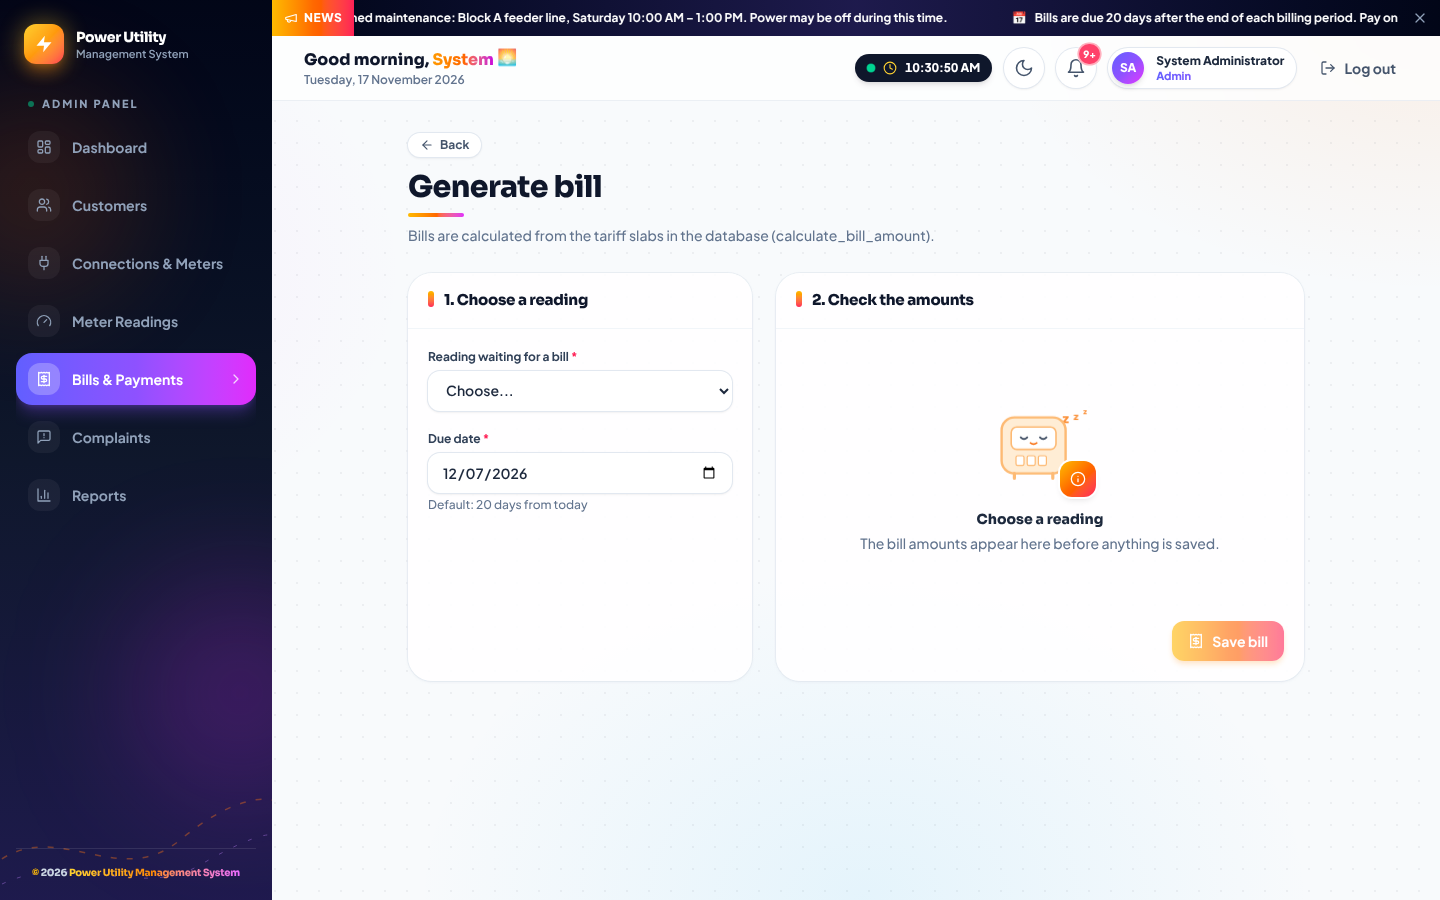 Power Utility
Management System
ADMIN PANEL
Dashboard
Customers
Connections & Meters
Meter Readings
Bills & Payments
Complaints
Reports
© 2026 Power Utility Management System
NEWS
maintenance: Block A feeder line, Saturday 10:00 AM – 1:00 PM. Power may be off during this time.
Bills are due 20 days after the end of each billing period. Pay on
Good morning, System
Tuesday, 17 November 2026
10:30:50 AM
9+
SA
System Administrator
Admin
Log out
Back
Generate bill
Bills are calculated from the tariff slabs in the database (calculate_bill_amount).
1. Choose a reading
Reading waiting for a bill *
Choose...
Due date *
12/07/2026
Default: 20 days from today
2. Check the amounts
z z z
Choose a reading
The bill amounts appear here before anything is saved.
Save bill